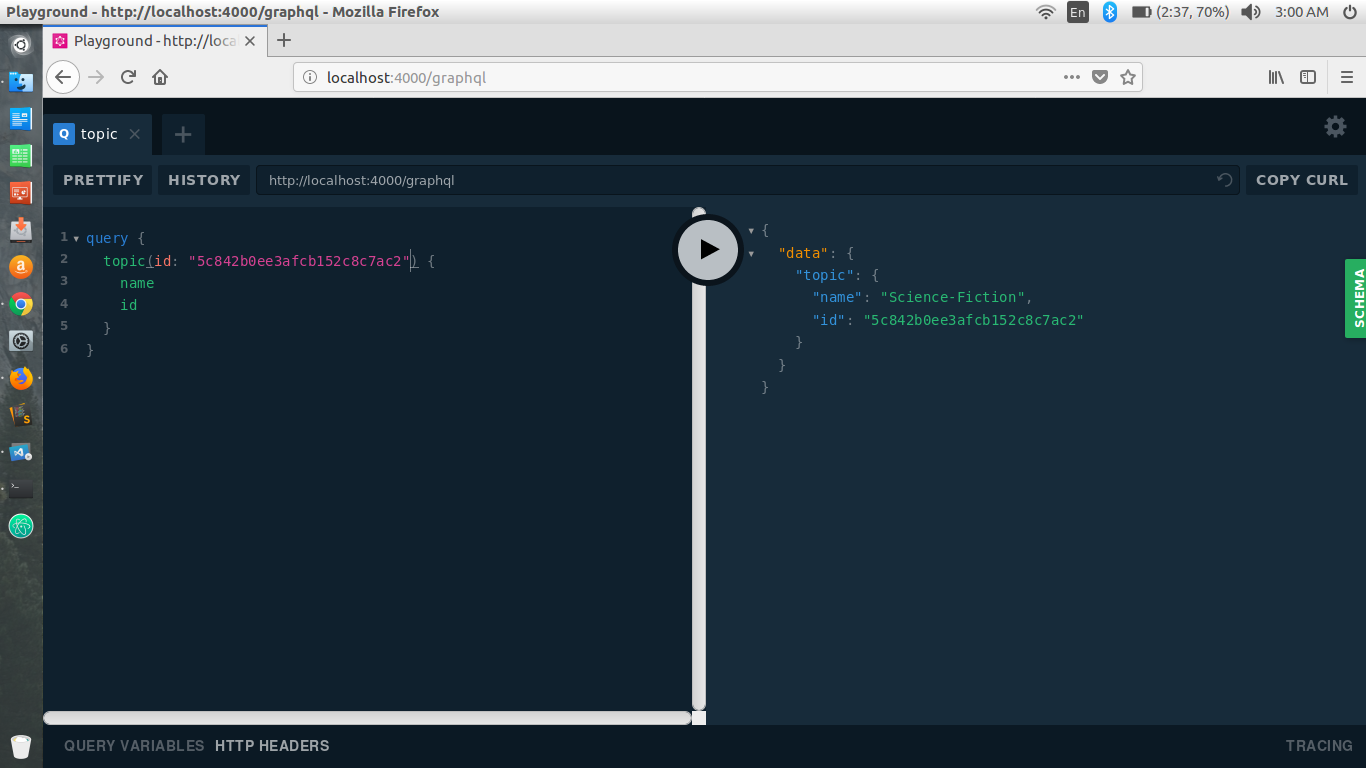 Playground - http://localhost:4000/graphql - Mozilla Firefox
En
(2:37, 70%)
3:00 AM
Playground - http://loca
localhost:4000/graphql
Q topic
PRETTIFY
HISTORY
http://localhost:4000/graphql
COPY CURL
1 query {
2 topic(id: "5c842b0ee3afcb152c8c7ac2") {
3 name
4 id
5 }
6 }
{
"data": {
"topic": {
"name": "Science-Fiction",
"id": "5c842b0ee3afcb152c8c7ac2"
}
}
}
SCHEMA
QUERY VARIABLES
HTTP HEADERS
TRACING